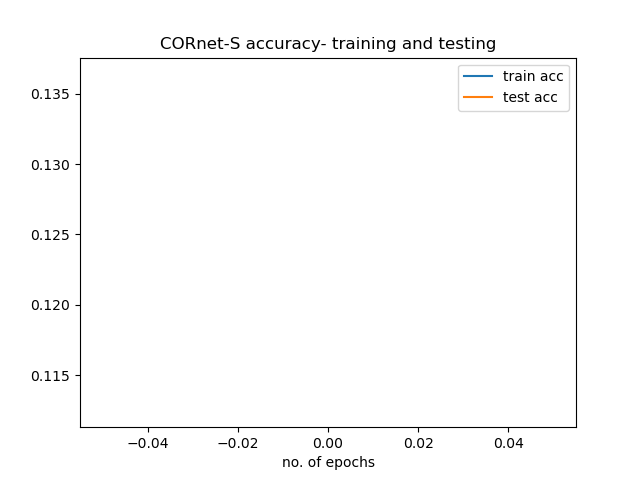 CORnet-S accuracy- training and testing
train acc
test acc
0.135
0.130
0.125
0.120
0.115
−0.04 −0.02 0.00 0.02 0.04
no. of epochs